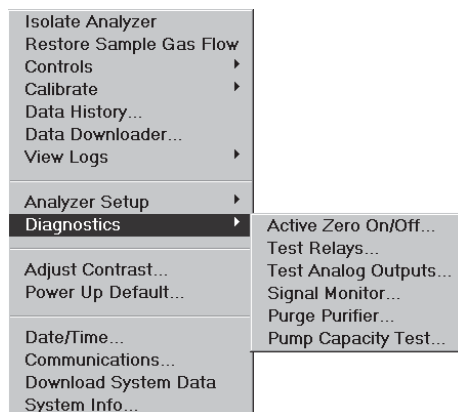 Isolate Analyzer
Restore Sample Gas Flow
Controls
Calibrate
Data History...
Data Downloader...
View Logs
Analyzer Setup
Diagnostics
Adjust Contrast...
Power Up Default...
Date/Time...
Communications...
Download System Data
System Info...
Active Zero On/Off...
Test Relays...
Test Analog Outputs...
Signal Monitor...
Purge Purifier...
Pump Capacity Test...